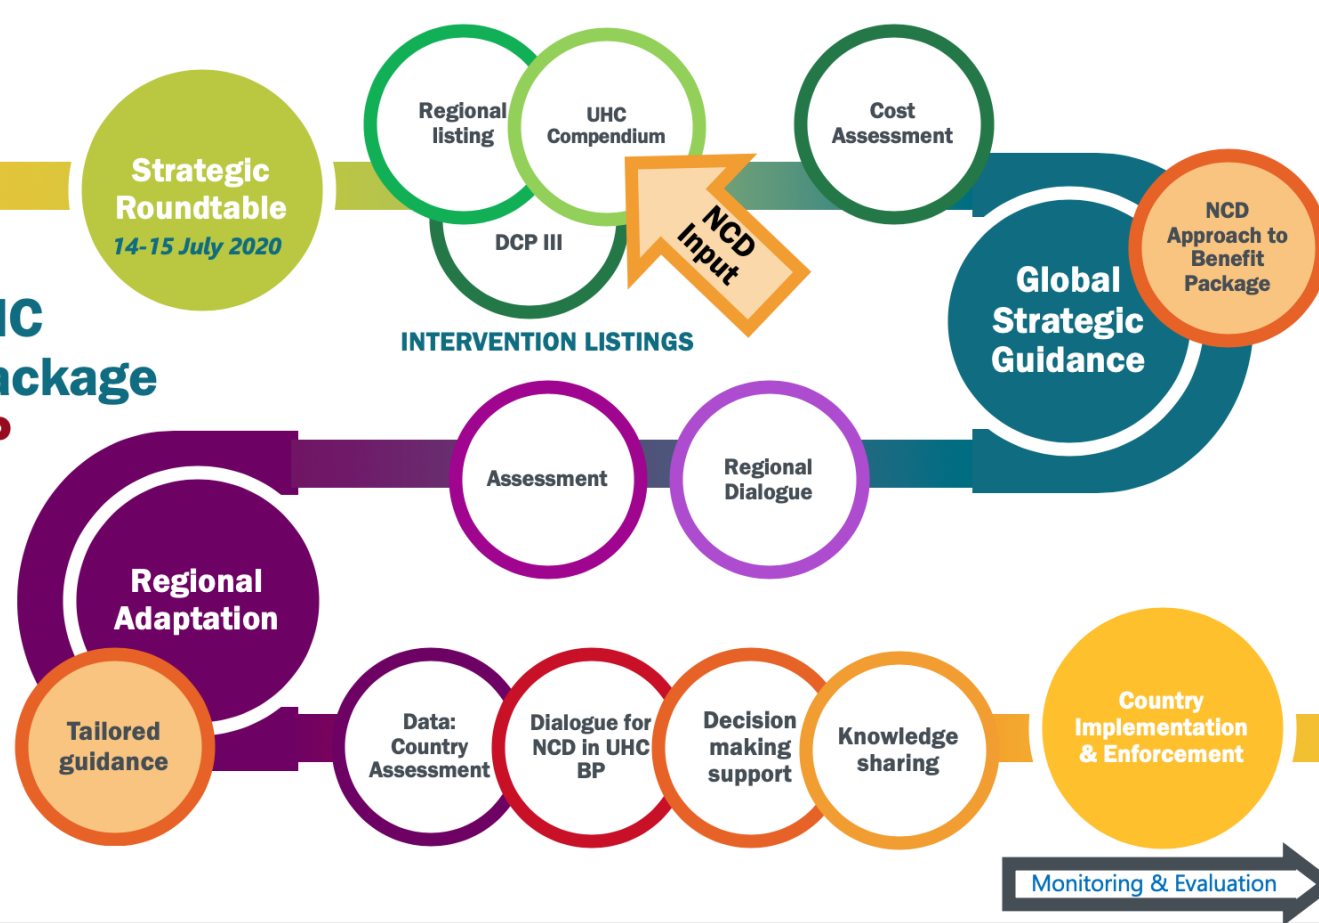 Strategic
Roundtable
14-15 July 2020
Regional
listing
UHC
Compendium
DCP III
NCD
Input
INTERVENTION LISTINGS
Cost
Assessment
Global
Strategic
Guidance
NCD
Approach to
Benefit
Package
IC
ackage
Assessment
Regional
Dialogue
Regional
Adaptation
Tailored
guidance
Data:
Country
Assessment
Dialogue for
NCD in UHC
BP
Decision
making
support
Knowledge
sharing
Country
Implementation
& Enforcement
Monitoring & Evaluation